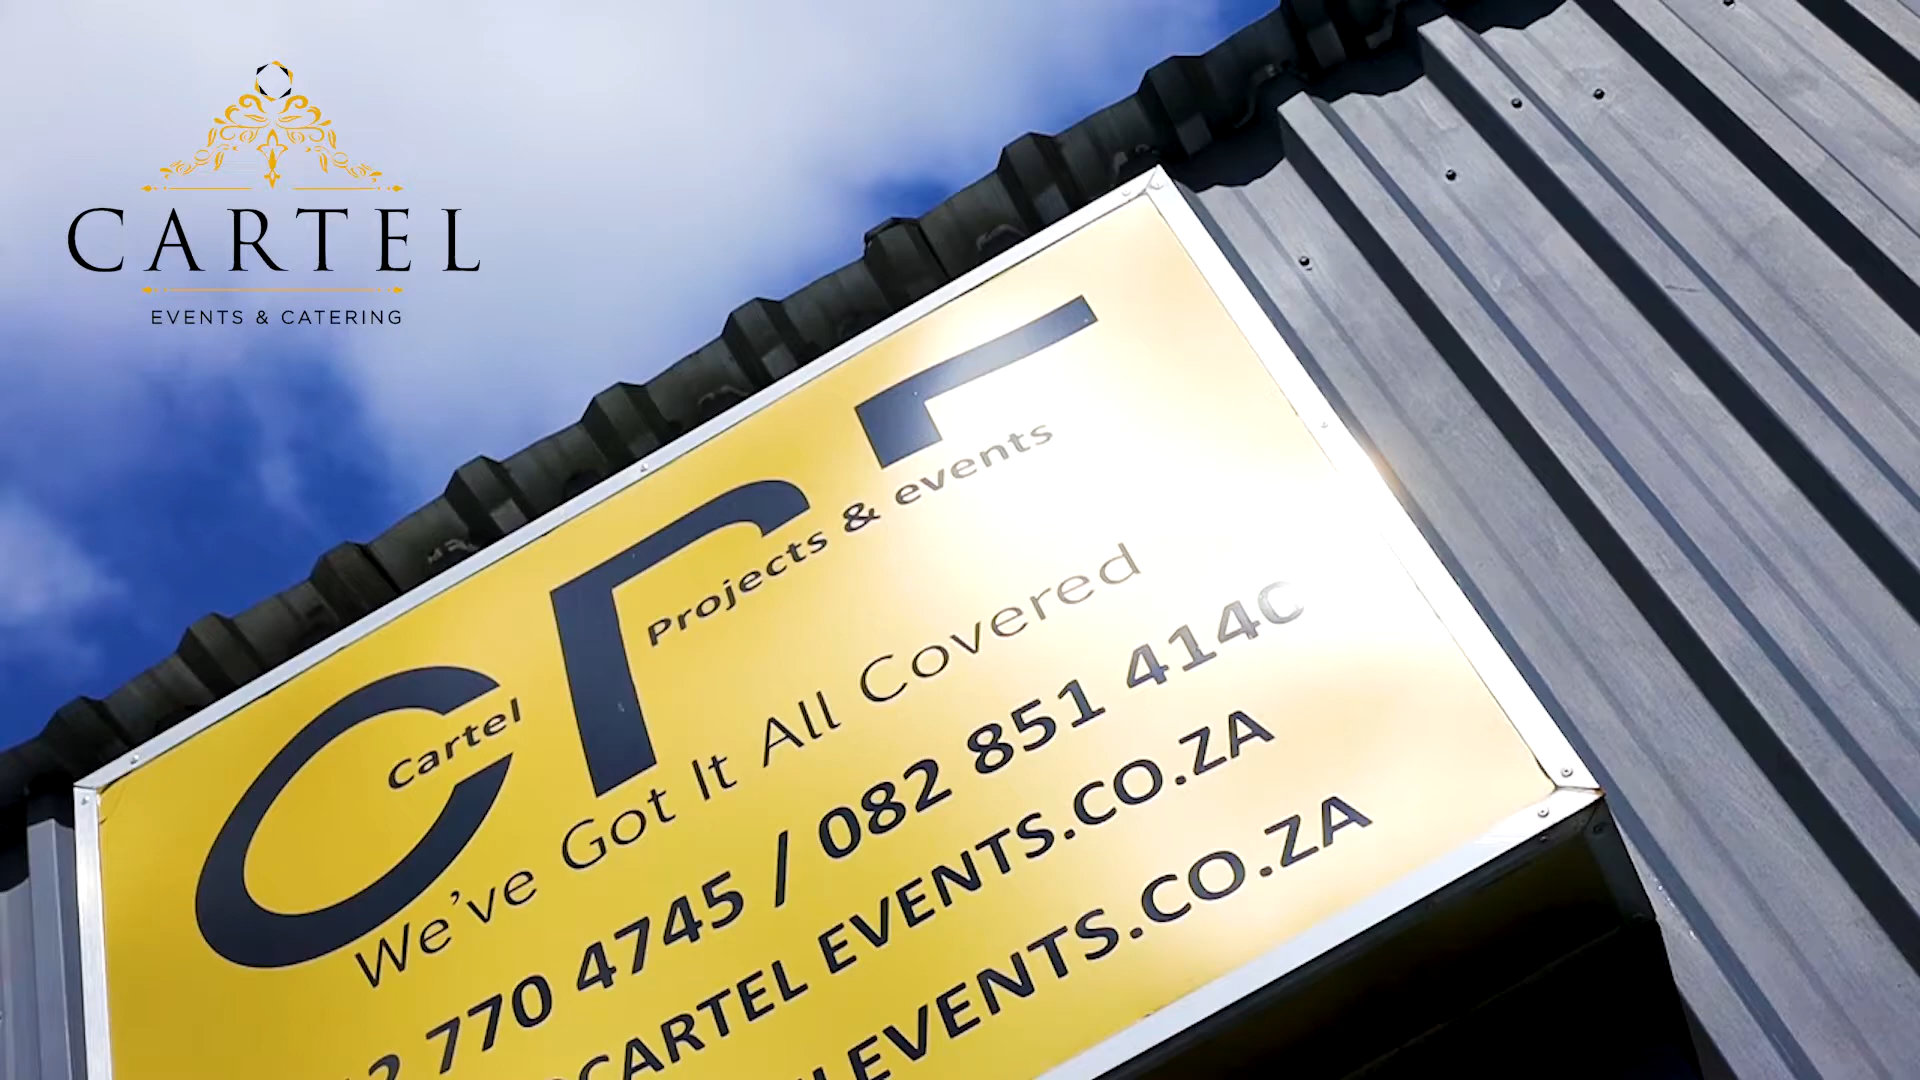 CARTEL
EVENTS & CATERING
Cartel
Projects & events
We've Got It All Covered
770 4745 / 082 851 414
CARTEL EVENTS.CO.ZA
EVENTS.CO.ZA